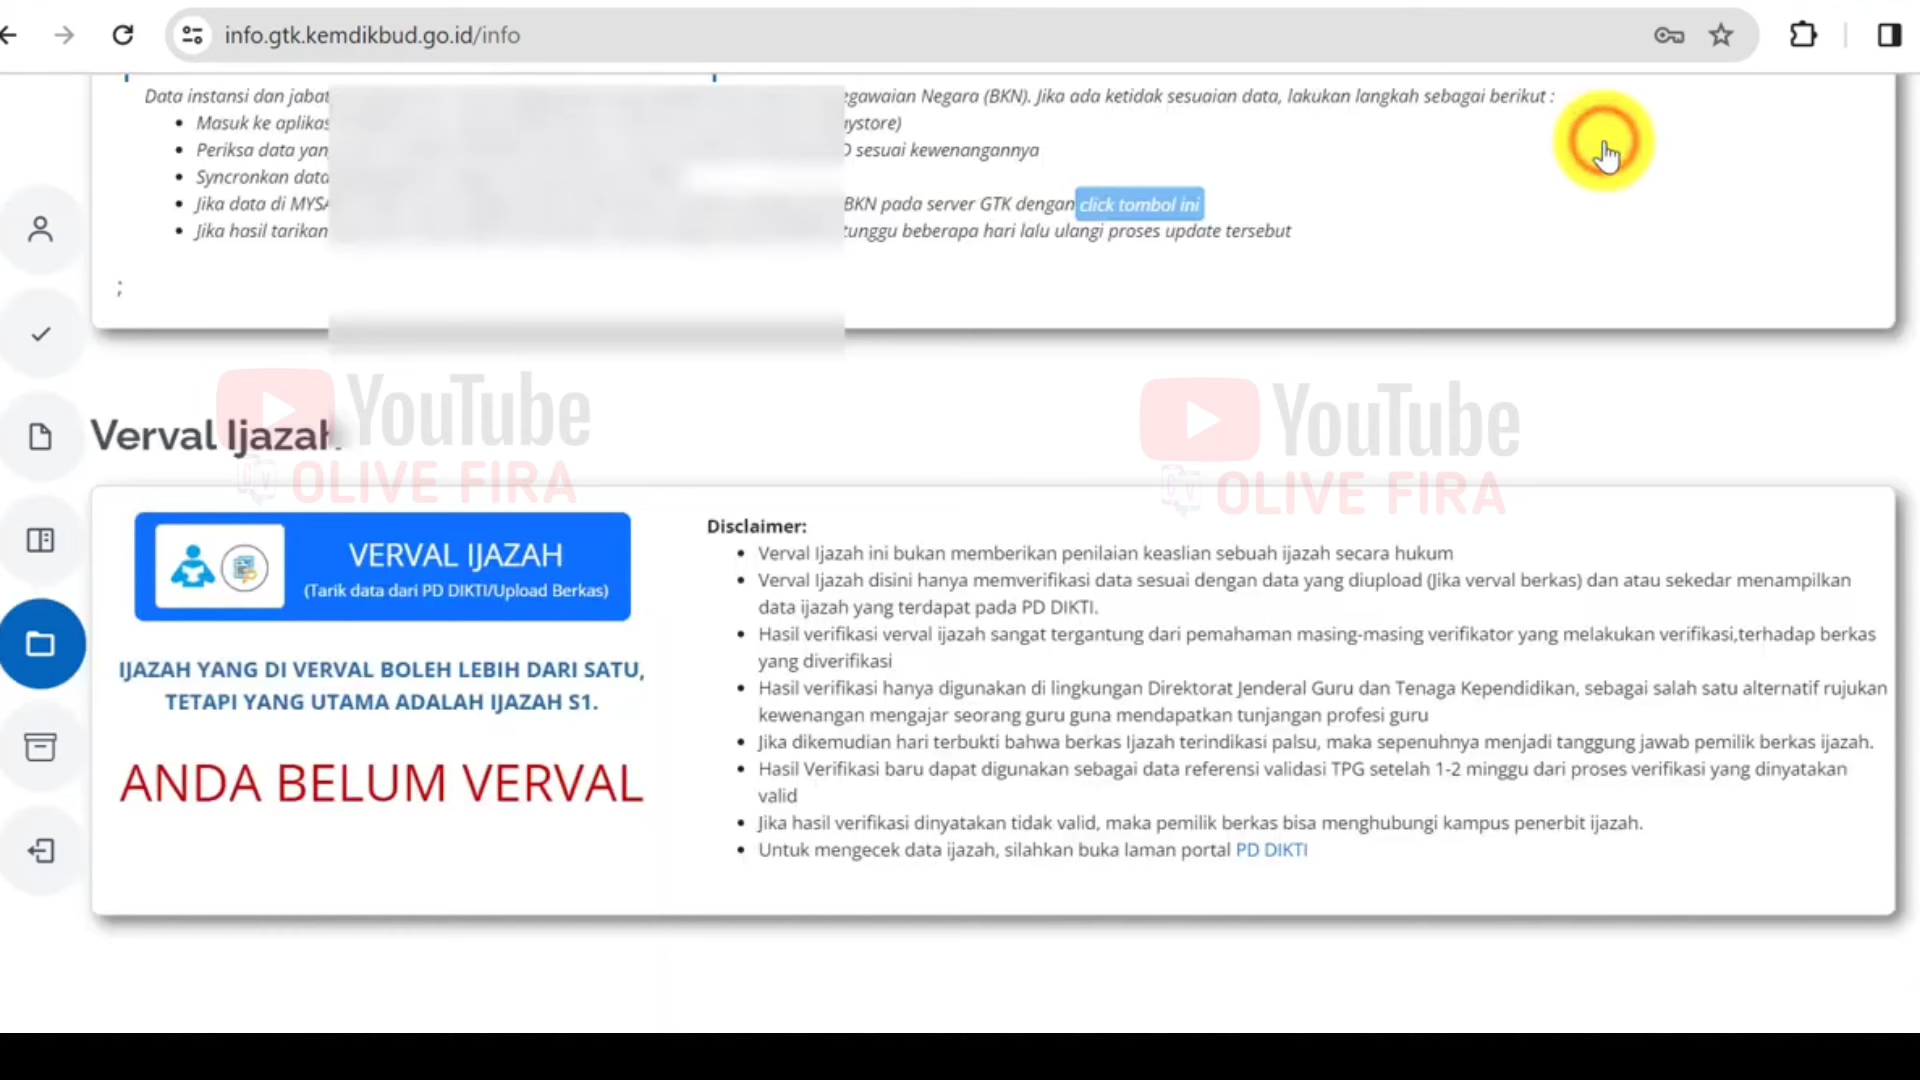 info.gtk.kemdikbud.go.id/info
Data instansi dan jabat egawaian Negara (BKN). Jika ada ketidak sesuaian data, lakukan langkah sebagai berikut :
• Masuk ke aplikas aystore)
• Periksa data yan D sesuai kewenangannya
• Syncronkan data
• Jika data di MYSA BKN pada server GTK dengan click tombol ini
• Jika hasil tarikan tunggu beberapa hari lalu ulangi proses update tersebut
;
YouTube
OLIVE FIRA
YouTube
OLIVE FIRA
Verval Ijazah
VERVAL IJAZAH
(Tarik data dari PD DIKTI/Upload Berkas)
IJAZAH YANG DI VERVAL BOLEH LEBIH DARI SATU,
TETAPI YANG UTAMA ADALAH IJAZAH S1.
ANDA BELUM VERVAL
Disclaimer:
• Verval Ijazah ini bukan memberikan penilaian keaslian sebuah ijazah secara hukum
• Verval Ijazah disini hanya memverifikasi data sesuai dengan data yang diupload (Jika verval berkas) dan atau sekedar menampilkan
data ijazah yang terdapat pada PD DIKTI.
• Hasil verifikasi verval ijazah sangat tergantung dari pemahaman masing-masing verifikator yang melakukan verifikasi,terhadap berkas
yang diverifikasi
• Hasil verifikasi hanya digunakan di lingkungan Direktorat Jenderal Guru dan Tenaga Kependidikan, sebagai salah satu alternatif rujukan
kewenangan mengajar seorang guru guna mendapatkan tunjangan profesi guru
• Jika dikemudian hari terbukti bahwa berkas Ijazah terindikasi palsu, maka sepenuhnya menjadi tanggung jawab pemilik berkas ijazah.
• Hasil Verifikasi baru dapat digunakan sebagai data referensi validasi TPG setelah 1-2 minggu dari proses verifikasi yang dinyatakan
valid
• Jika hasil verifikasi dinyatakan tidak valid, maka pemilik berkas bisa menghubungi kampus penerbit ijazah.
• Untuk mengecek data ijazah, silahkan buka laman portal PD DIKTI